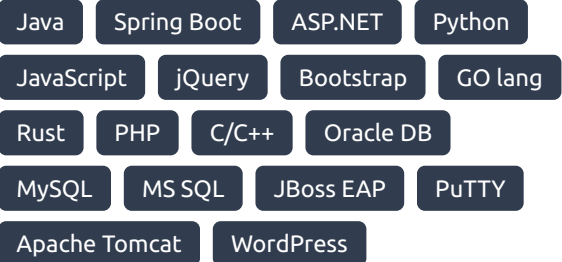 Java Spring Boot ASP.NET Python
JavaScript jQuery Bootstrap GO lang
Rust PHP C/C++ Oracle DB
MySQL MS SQL JBoss EAP PuTTY
Apache Tomcat WordPress